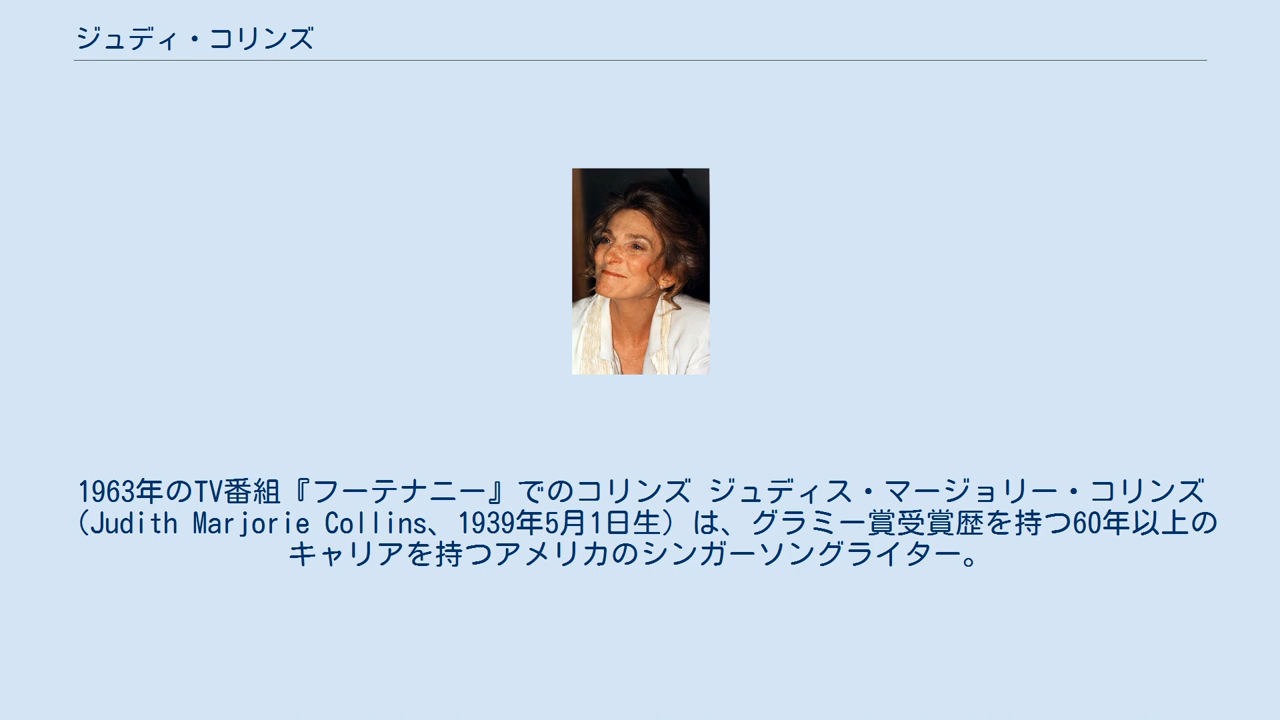 ジュディ・コリンズ
1963年のTV番組『フーテナニー』でのコリンズ ジュディス・マージョリー・コリンズ
(Judith Marjorie Collins、1939年5月1日生) は、グラミー賞受賞歴を持つ60年以上の
キャリアを持つアメリカのシンガーソングライター。